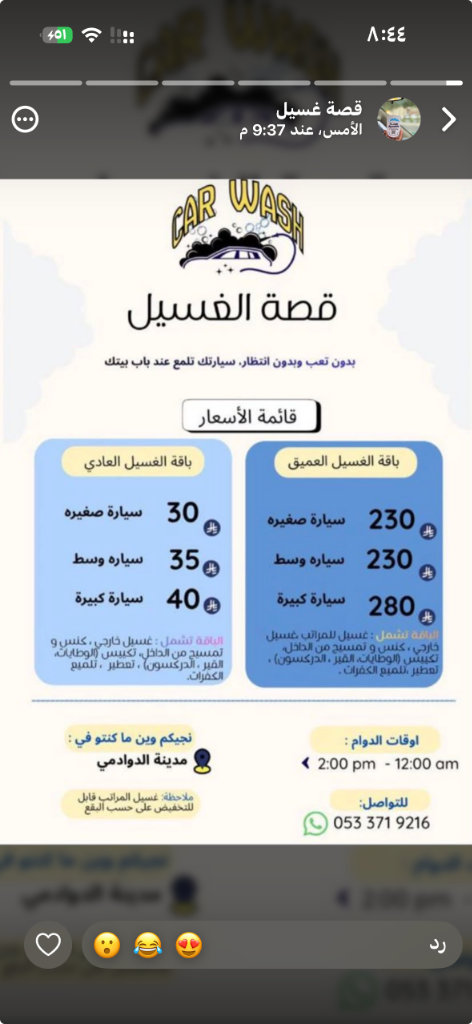 ٨:٤٤
٥١
قصة غسيل
الأمس، عند 9:37 م
CAR WASH
قصة الغسيل
بدون تعب وبدون انتظار، سيارتك تلمع عند باب بيتك
قائمة الأسعار
باقة الغسيل العميق
سيارة صغيره 230
سياره وسط 230
سيارة كبيرة 280
الباقة تشمل : غسيل للمراتب ،غسيل
خارجي ، كنس و تمسيح من الداخل،
تكييس (الوطايات، القير ، الدركسون) ،
تعطير ،تلميع الكفرات .
باقة الغسيل العادي
سيارة صغيره 30
سياره وسط 35
سيارة كبيرة 40
الباقة تشمل : غسيل خارجي ، كنس و
تمسيح من الداخل، تكييس (الوطايات،
القير ، الدركسون) ، تعطير ، تلميع
الكفرات.
اوقات الدوام :
2:00 pm - 12:00 am
للتواصل:
053 371 9216
نجيكم وين ما كنتو في :
مدينة الدوادمي
ملاحظة: غسيل المراتب قابل
للتخفيض على حسب البقع
رد